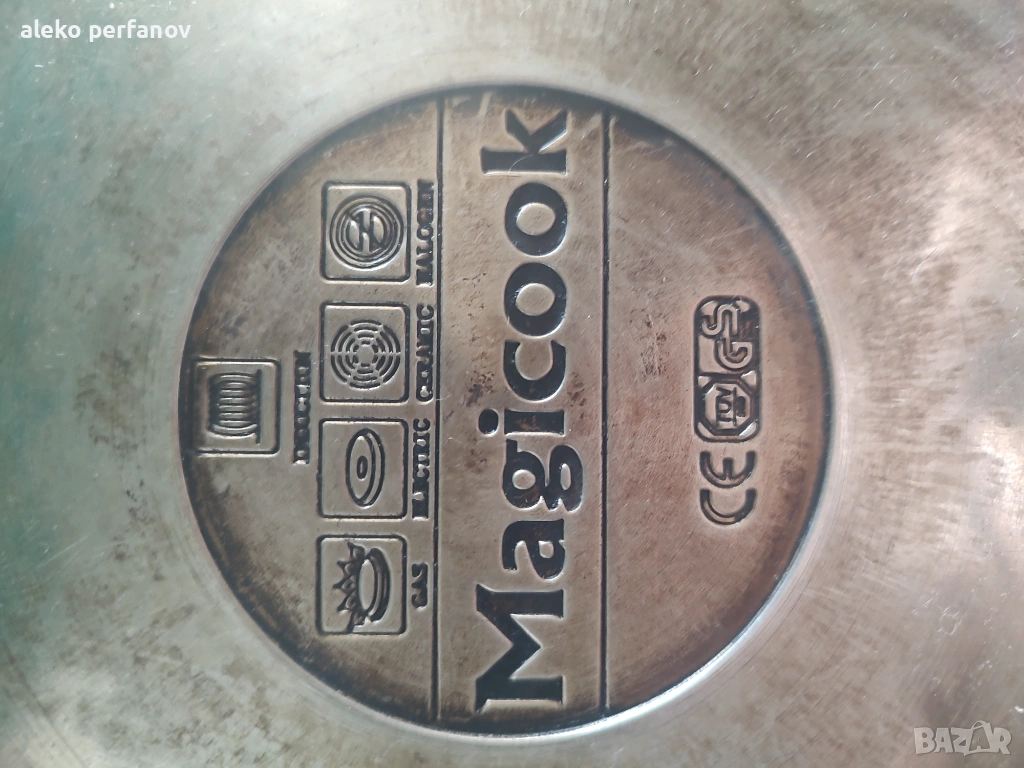 aleko perfanov
INDUCTION
GAS ELECTRIC CERAMIC HALOGEN
Magicook
CE TÜV GS
BAZAR